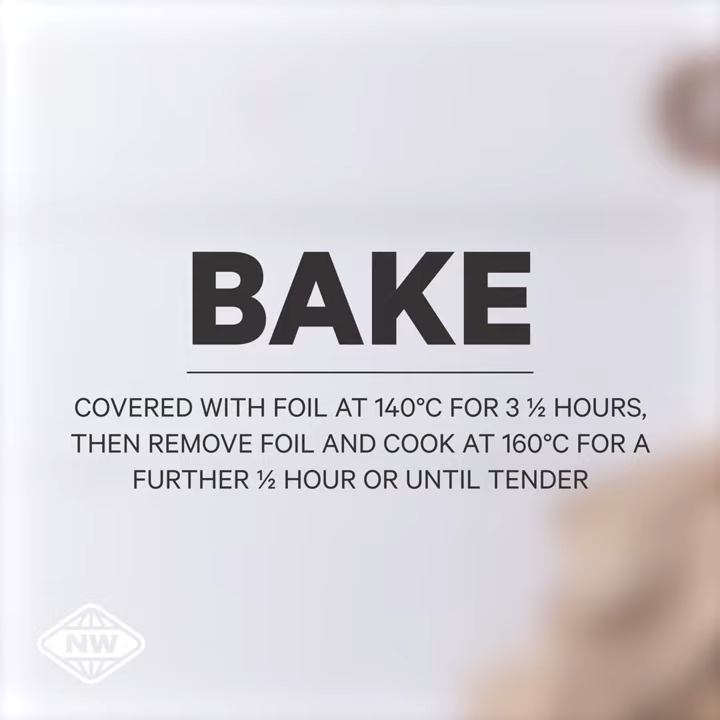 BAKE
COVERED WITH FOIL AT 140°C FOR 3 ½ HOURS,
THEN REMOVE FOIL AND COOK AT 160°C FOR A
FURTHER ½ HOUR OR UNTIL TENDER
NW